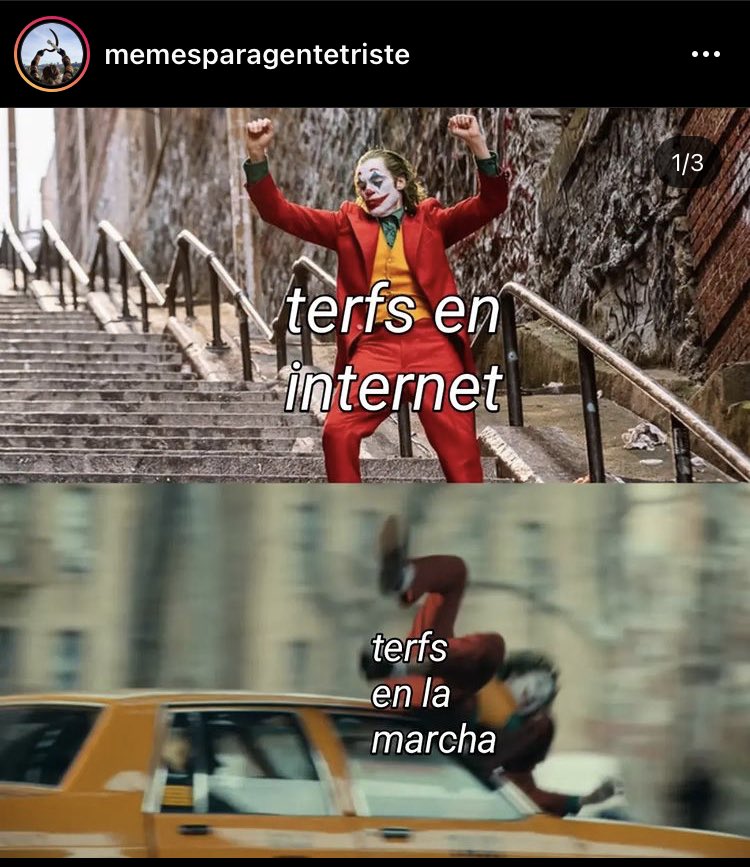 memesparagentetriste
1/3
terfs en
internet
terfs
en la
marcha